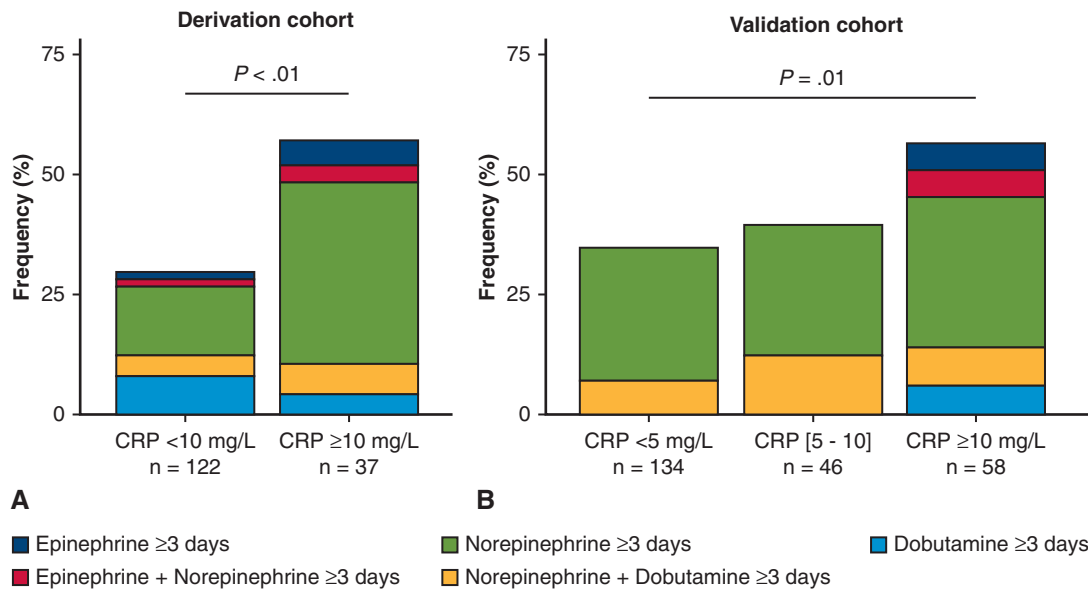 Derivation cohort
75
50
25
0
Frequency (%)
P < .01
CRP <10 mg/L
n = 122
CRP ≥10 mg/L
n = 37
A
Validation cohort
75
50
25
0
Frequency (%)
P = .01
CRP <5 mg/L
n = 134
CRP [5 - 10]
n = 46
CRP ≥10 mg/L
n = 58
B
Epinephrine ≥3 days
Norepinephrine ≥3 days
Dobutamine ≥3 days
Epinephrine + Norepinephrine ≥3 days
Norepinephrine + Dobutamine ≥3 days